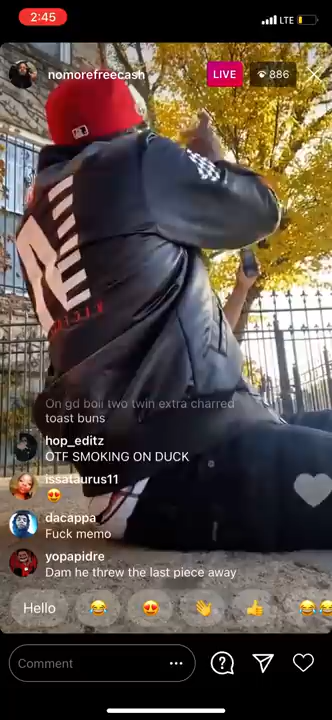 2:45
LTE
nomorefreecash
LIVE
886
On gd boii two twin extra charred
toast buns
hop_editz
OTF SMOKING ON DUCK
issataurus11
dacappa
Fuck memo
yopapidre
Dam he threw the last piece away
Hello
Comment